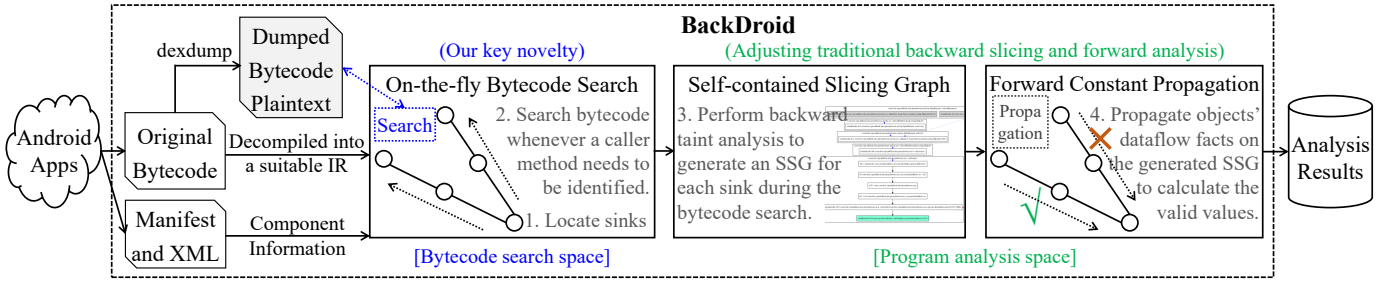 BackDroid
dexdump
Dumped
Bytecode
Plaintext
(Our key novelty)
(Adjusting traditional backward slicing and forward analysis)
Android
Apps
Original
Bytecode
Decompiled into
a suitable IR
Manifest
and XML
Component
Information
On-the-fly Bytecode Search
Search
2. Search bytecode
whenever a caller
method needs to
be identified.
1. Locate sinks
[Bytecode search space]
Self-contained Slicing Graph
3. Perform backward
taint analysis to
generate an SSG for
each sink during the
bytecode search.
Forward Constant Propagation
Propa
gation
4. Propagate objects'
dataflow facts on
the generated SSG
to calculate the
valid values.
[Program analysis space]
Analysis
Results